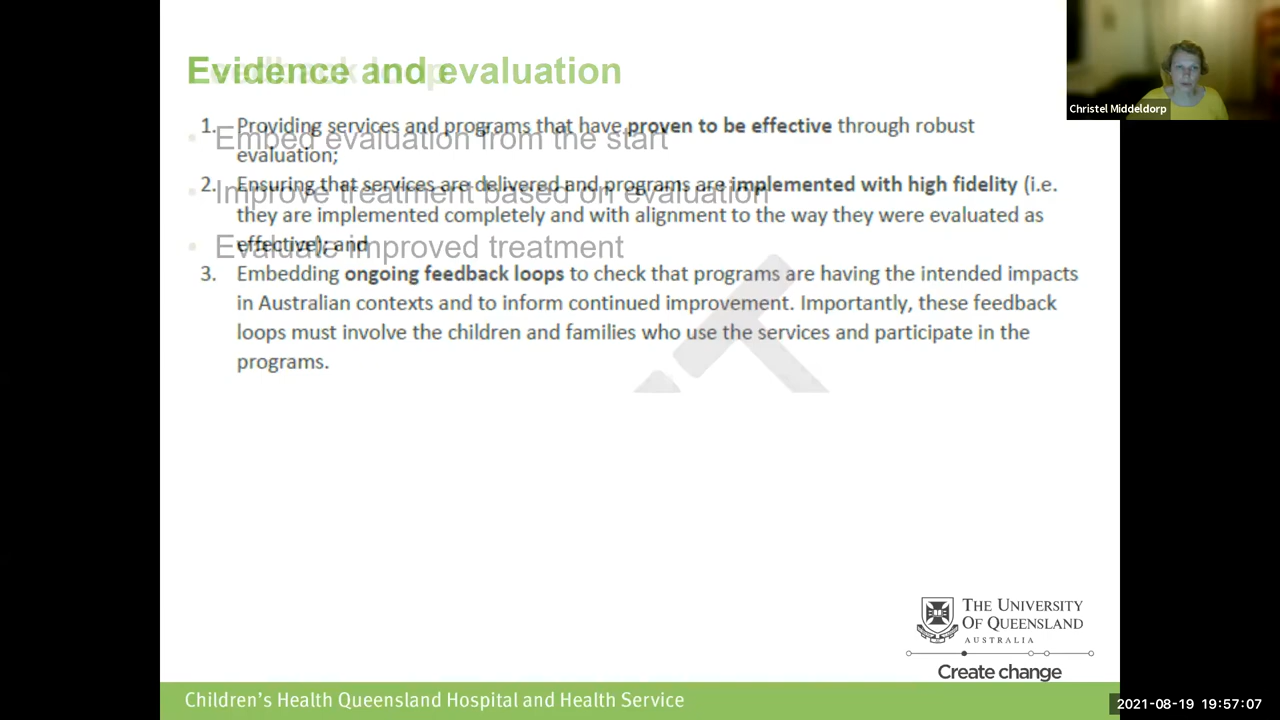 Evidence and evaluation
Feedback loop
1. Providing services and programs that have proven to be effective through robust
evaluation;
2. Ensuring that services are delivered and programs are implemented with high fidelity (i.e.
they are implemented completely and with alignment to the way they were evaluated as
effective); and
3. Embedding ongoing feedback loops to check that programs are having the intended impacts
in Australian contexts and to inform continued improvement. Importantly, these feedback
loops must involve the children and families who use the services and participate in the
programs.
• Embed evaluation from the start
• Improve treatment based on evaluation
• Evaluate improved treatment
Christel Middeldorp
THE UNIVERSITY
OF QUEENSLAND
AUSTRALIA
Create change
Children's Health Queensland Hospital and Health Service
2021-08-19 19:57:07